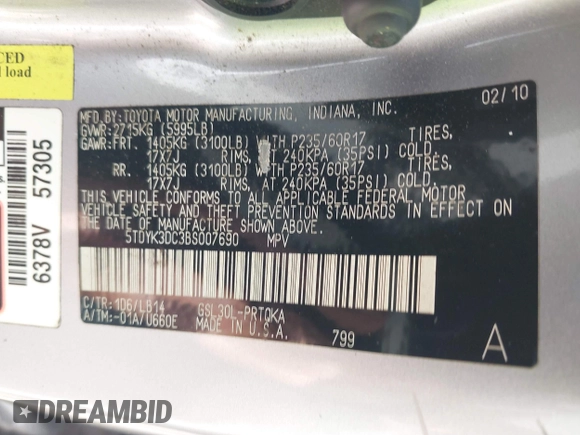 CED
d load
6378V 57305
MFD. BY: TOYOTA MOTOR MANUFACTURING, INDIANA, INC. 02/10
GVWR: 2715KG (5995LB)
GAWR: FRT. 1405KG (3100LB) WITH P235/60R17 TIRES,
17X7J RIMS, AT 240KPA (35PSI) COLD.
RR. 1405KG (3100LB) WITH P235/60R17 TIRES,
17X7J RIMS, AT 240KPA (35PSI) COLD.
THIS VEHICLE CONFORMS TO ALL APPLICABLE FEDERAL MOTOR
VEHICLE SAFETY AND THEFT PREVENTION STANDARDS IN EFFECT ON
THE DATE OF MANUFACTURE SHOWN ABOVE.
5TDYK3DC3BS007690 MPV
C/TR: 1D6/LB14 GSL30L-PRTQKA
A/TM: -01A/U660E MADE IN U.S.A. 799 A
DREAMBID